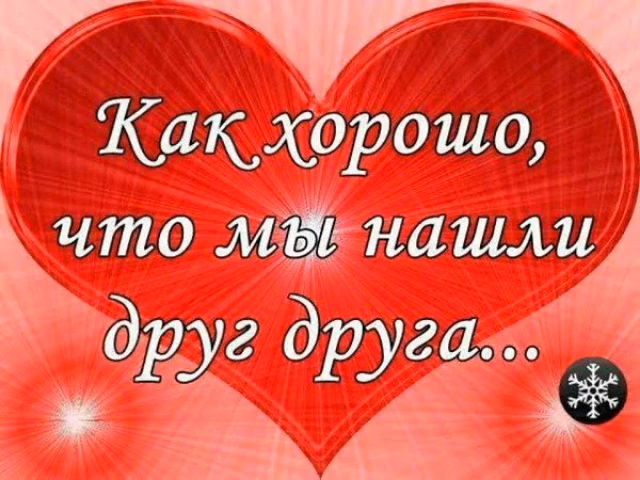 Как хорошо,
что мы нашли
друг друга...